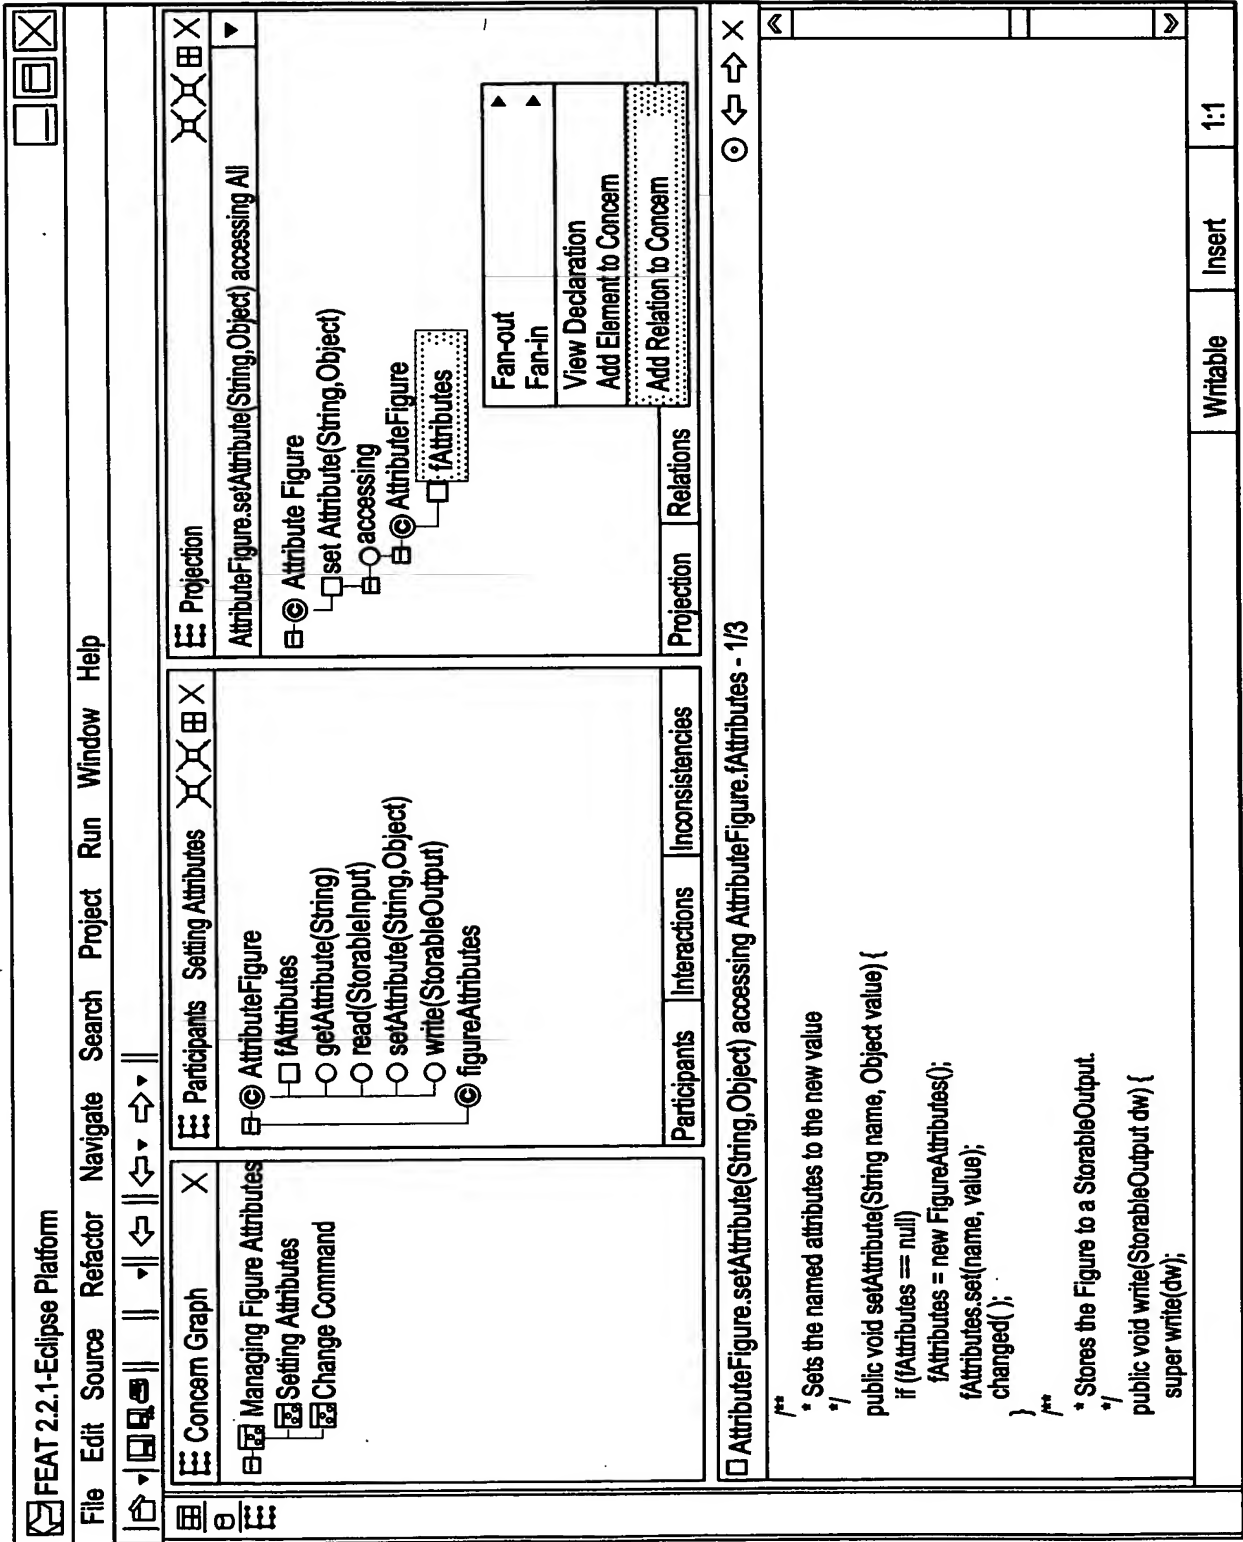 FEAT 2.2.1-Eclipse Platform
File Edit Source Refactor Navigate Search Project Run Window Help
Concern Graph
Managing Figure Attributes
Setting Attributes
Change Command
Participants Setting Attributes
AttributeFigure
fAttributes
getAttribute(String)
read(StorableInput)
setAttribute(String,Object)
write(StorableOutput)
figureAttributes
Participants Interactions Inconsistencies
Projection
AttributeFigure.setAttribute(String,Object) accessing All
Attribute Figure
set Attribute(String,Object)
accessing
AttributeFigure
fAttributes
Fan-out
Fan-in
View Declaration
Add Element to Concern
Add Relation to Concern
Projection Relations
AttributeFigure.setAttribute(String,Object) accessing AttributeFigure.fAttributes - 1/3
/**
* Sets the named attributes to the new value
*/
public void setAttribute(String name, Object value) {
if (fAttributes == null)
fAttributes = new FigureAttributes();
fAttributes.set(name, value);
changed( );
}
/**
* Stores the Figure to a StorableOutput.
*/
public void write(StorableOutput dw) {
super write(dw);
Writable Insert 1:1